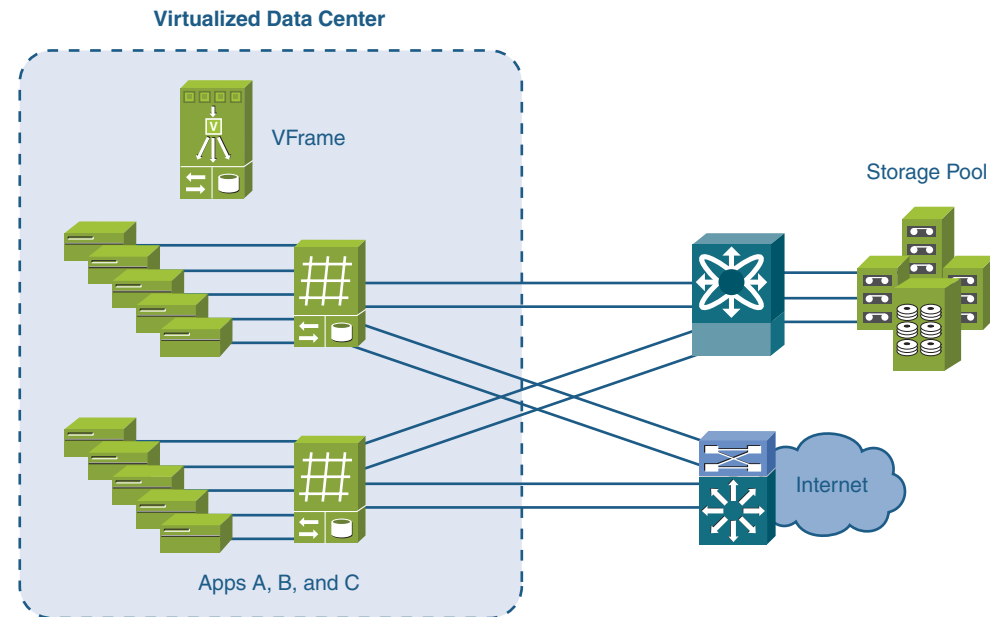 Virtualized Data Center
V
VFrame
Storage Pool
Internet
Apps A, B, and C